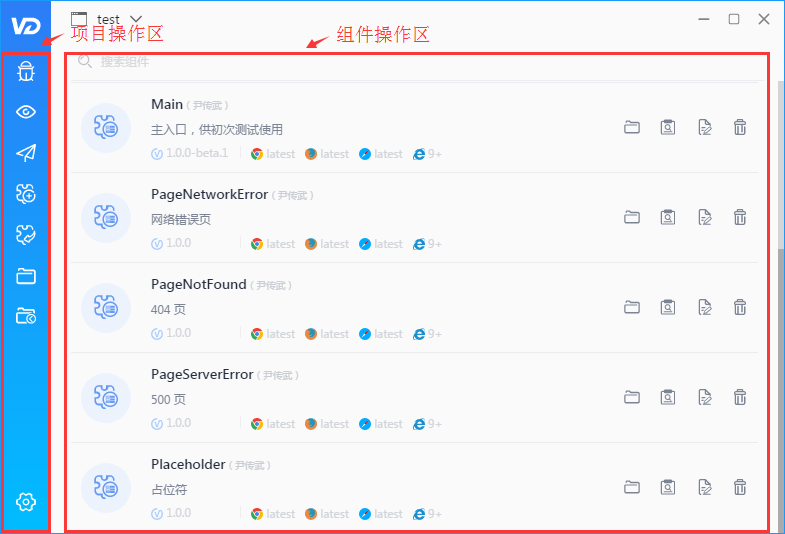 VD
test
项目操作区
组件操作区
搜索组件
Main（尹传武）
主入口，供初次测试使用
1.0.0-beta.1 latest latest latest 9+
PageNetworkError（尹传武）
网络错误页
1.0.0 latest latest latest 9+
PageNotFound（尹传武）
404 页
1.0.0 latest latest latest 9+
PageServerError（尹传武）
500 页
1.0.0 latest latest latest 9+
Placeholder（尹传武）
占位符
1.0.0 latest latest latest 9+